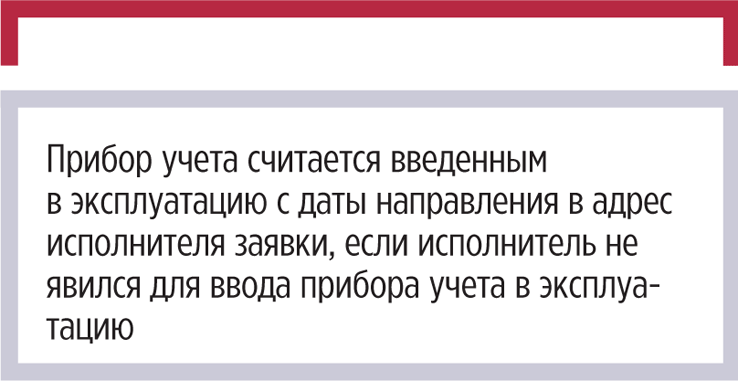 Прибор учета считается введенным
в эксплуатацию с даты направления в адрес
исполнителя заявки, если исполнитель не
явился для ввода прибора учета в эксплуа-
тацию